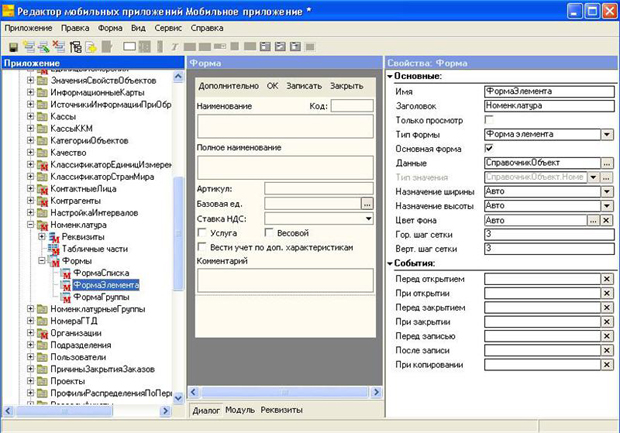 Редактор мобильных приложений Мобильное приложение *
Приложение Правка Форма Вид Сервис Справка
Приложение
ЗначенияСвойствОбъектов
ИнформационныеКарты
ИсточникиИнформацииПриОбр
Кассы
КассыККМ
КатегорииОбъектов
Качество
КлассификаторЕдиницИзмерен
КлассификаторСтранМира
КонтактныеЛица
Контрагенты
НастройкаИнтервалов
Номенклатура
Реквизиты
Табличные части
Формы
ФормаСписка
ФормаЭлемента
ФормаГруппы
НоменклатурныеГруппы
НомераГТД
Организации
Подразделения
Пользователи
ПричиныЗакрытияЗаказов
Проекты
ПрофилиРаспределенияПоПери
Форма
Дополнительно OK Записать Закрыть
Наименование Код:
Полное наименование
Артикул:
Базовая ед. ...
Ставка НДС:
Услуга Весовой
Вести учет по доп. характеристикам
Комментарий
Диалог Модуль Реквизиты
Свойства: Форма
Основные:
Имя ФормаЭлемента
Заголовок Номенклатура
Только просмотр
Тип формы Форма элемента
Основная форма
Данные СправочникОбъект ...
Тип значения СправочникОбъект.Номе ...
Назначение ширины Авто
Назначение высоты Авто
Цвет фона Авто ... X
Гор. шаг сетки 3
Верт. шаг сетки 3
События:
Перед открытием X
При открытии X
Перед закрытием X
При закрытии X
Перед записью X
После записи X
При копировании X